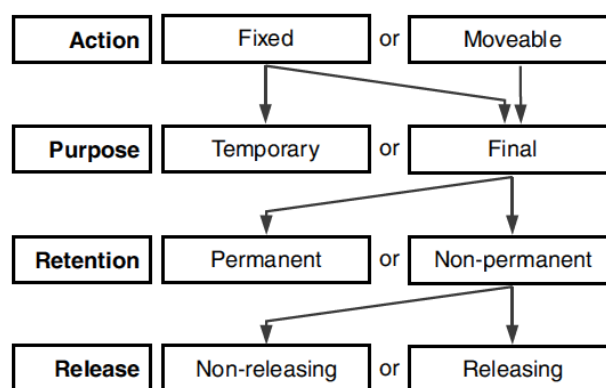 Action Fixed or Moveable
Purpose Temporary or Final
Retention Permanent or Non-permanent
Release Non-releasing or Releasing